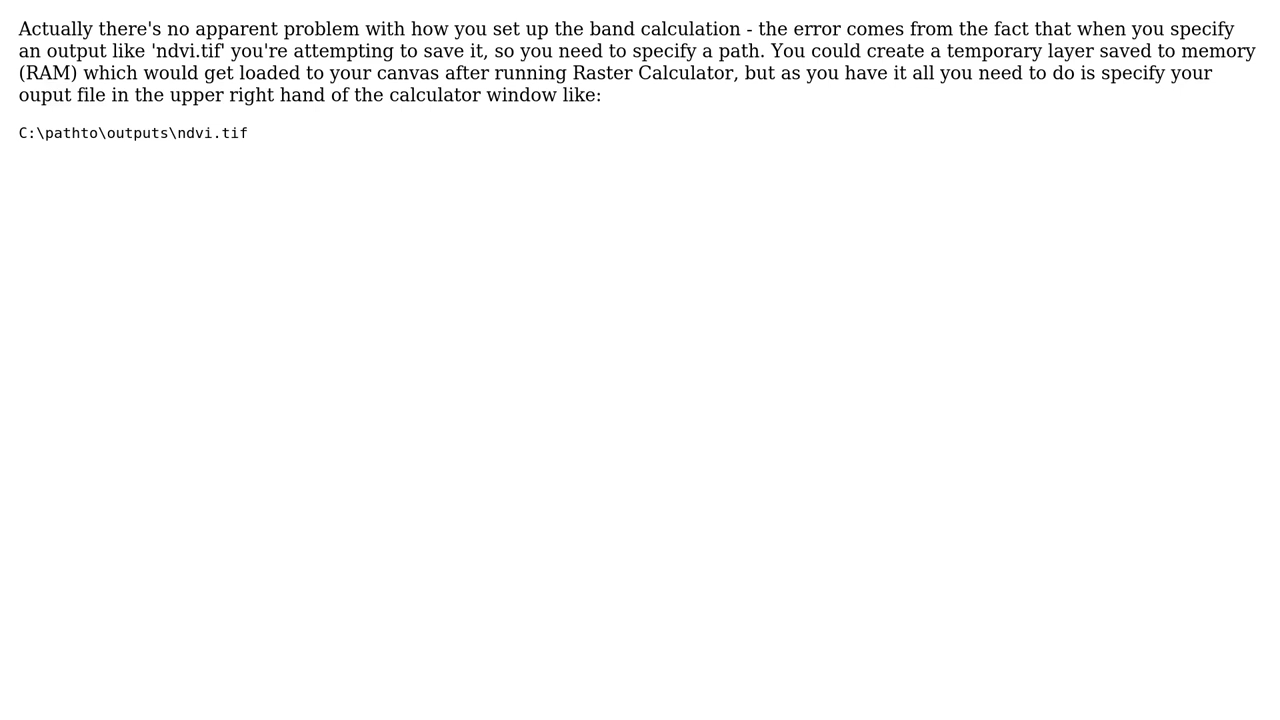 Actually there's no apparent problem with how you set up the band calculation - the error comes from the fact that when you specify
an output like 'ndvi.tif' you're attempting to save it, so you need to specify a path. You could create a temporary layer saved to memory
(RAM) which would get loaded to your canvas after running Raster Calculator, but as you have it all you need to do is specify your
ouput file in the upper right hand of the calculator window like:
C:\pathto\outputs\ndvi.tif